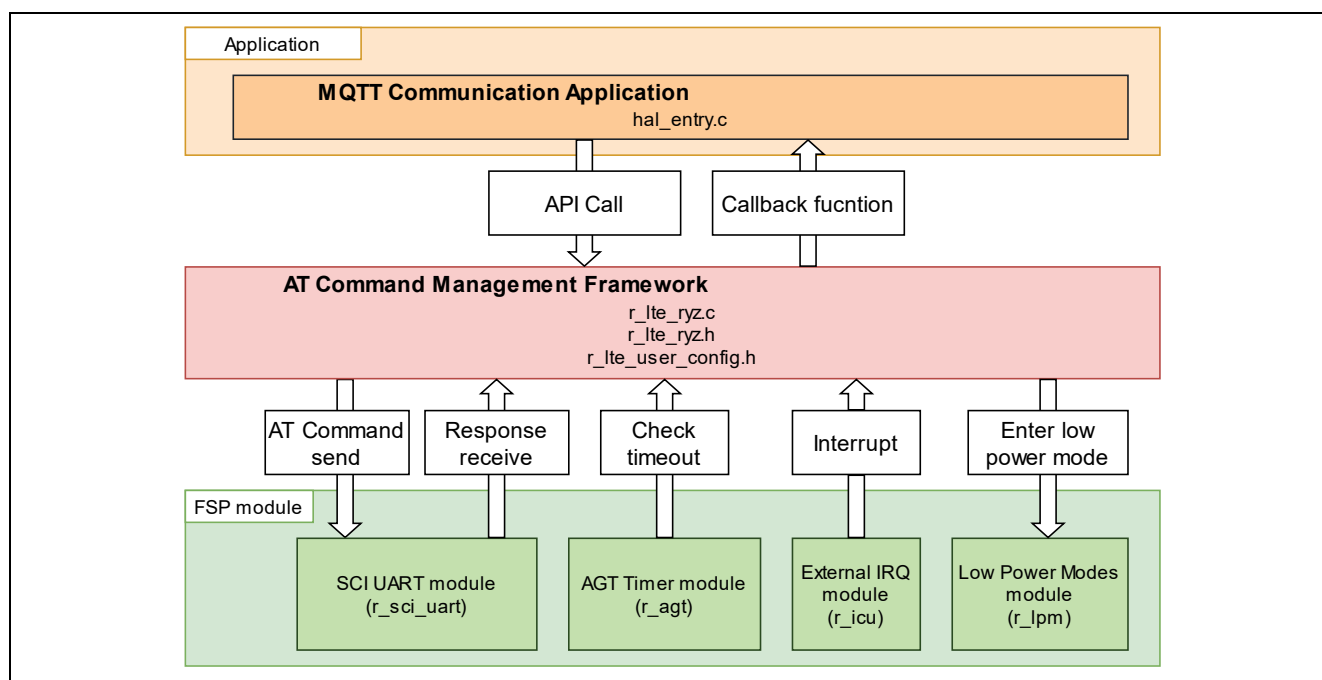 Application
MQTT Communication Application
hal_entry.c
API Call
Callback fucntion
AT Command Management Framework
r_lte_ryz.c
r_lte_ryz.h
r_lte_user_config.h
AT Command
send
Response
receive
Check
timeout
Interrupt
Enter low
power mode
FSP module
SCI UART module
(r_sci_uart)
AGT Timer module
(r_agt)
External IRQ
module
(r_icu)
Low Power Modes
module
(r_lpm)